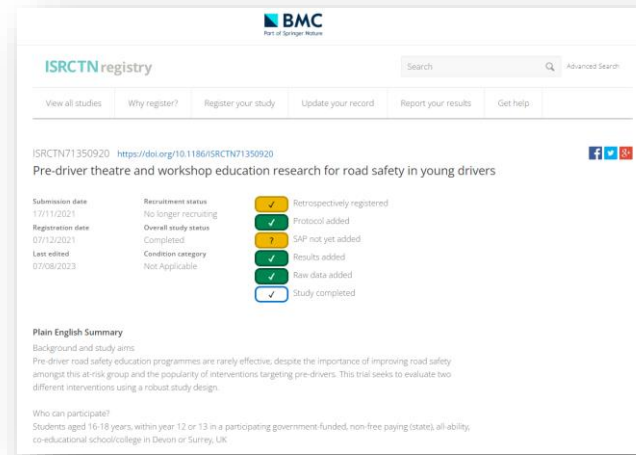 BMC
Part of Springer Nature
ISRCTN registry
Search
Advanced Search
View all studies
Why register?
Register your study
Update your record
Report your results
Get help
ISRCTN71350920 https://doi.org/10.1186/ISRCTN71350920
Pre-driver theatre and workshop education research for road safety in young drivers
Submission date
17/11/2021
Registration date
07/12/2021
Last edited
07/08/2023
Recruitment status
No longer recruiting
Overall study status
Completed
Condition category
Not Applicable
Retrospectively registered
Protocol added
? SAP not yet added
Results added
Raw data added
Study completed
Plain English Summary
Background and study aims
Pre-driver road safety education programmes are rarely effective, despite the importance of improving road safety
amongst this at-risk group and the popularity of interventions targeting pre-drivers. This trial seeks to evaluate two
different interventions using a robust study design.
Who can participate?
Students aged 16-18 years, within year 12 or 13 in a participating government-funded, non-free paying (state), all-ability,
co-educational school/college in Devon or Surrey, UK